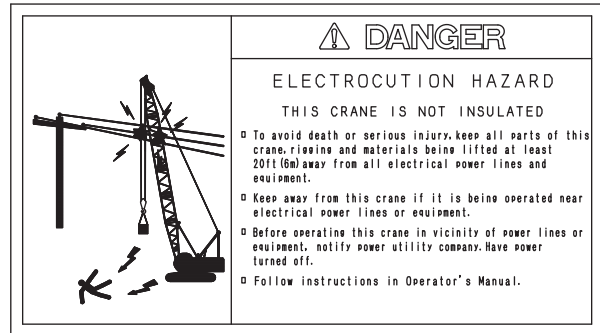 DANGER
ELECTROCUTION HAZARD
THIS CRANE IS NOT INSULATED
▫ To avoid death or serious injury, keep all parts of this
crane, rigging and materials being lifted at least
20ft(6m)away from all electrical power lines and
equipment.
▫ Keep away from this crane if it is being operated near
electrical power lines or equipment.
▫ Before operating this crane in vicinity of power lines or
equipment, notify power utility company. Have power
turned off.
▫ Follow instructions in Operator's Manual.